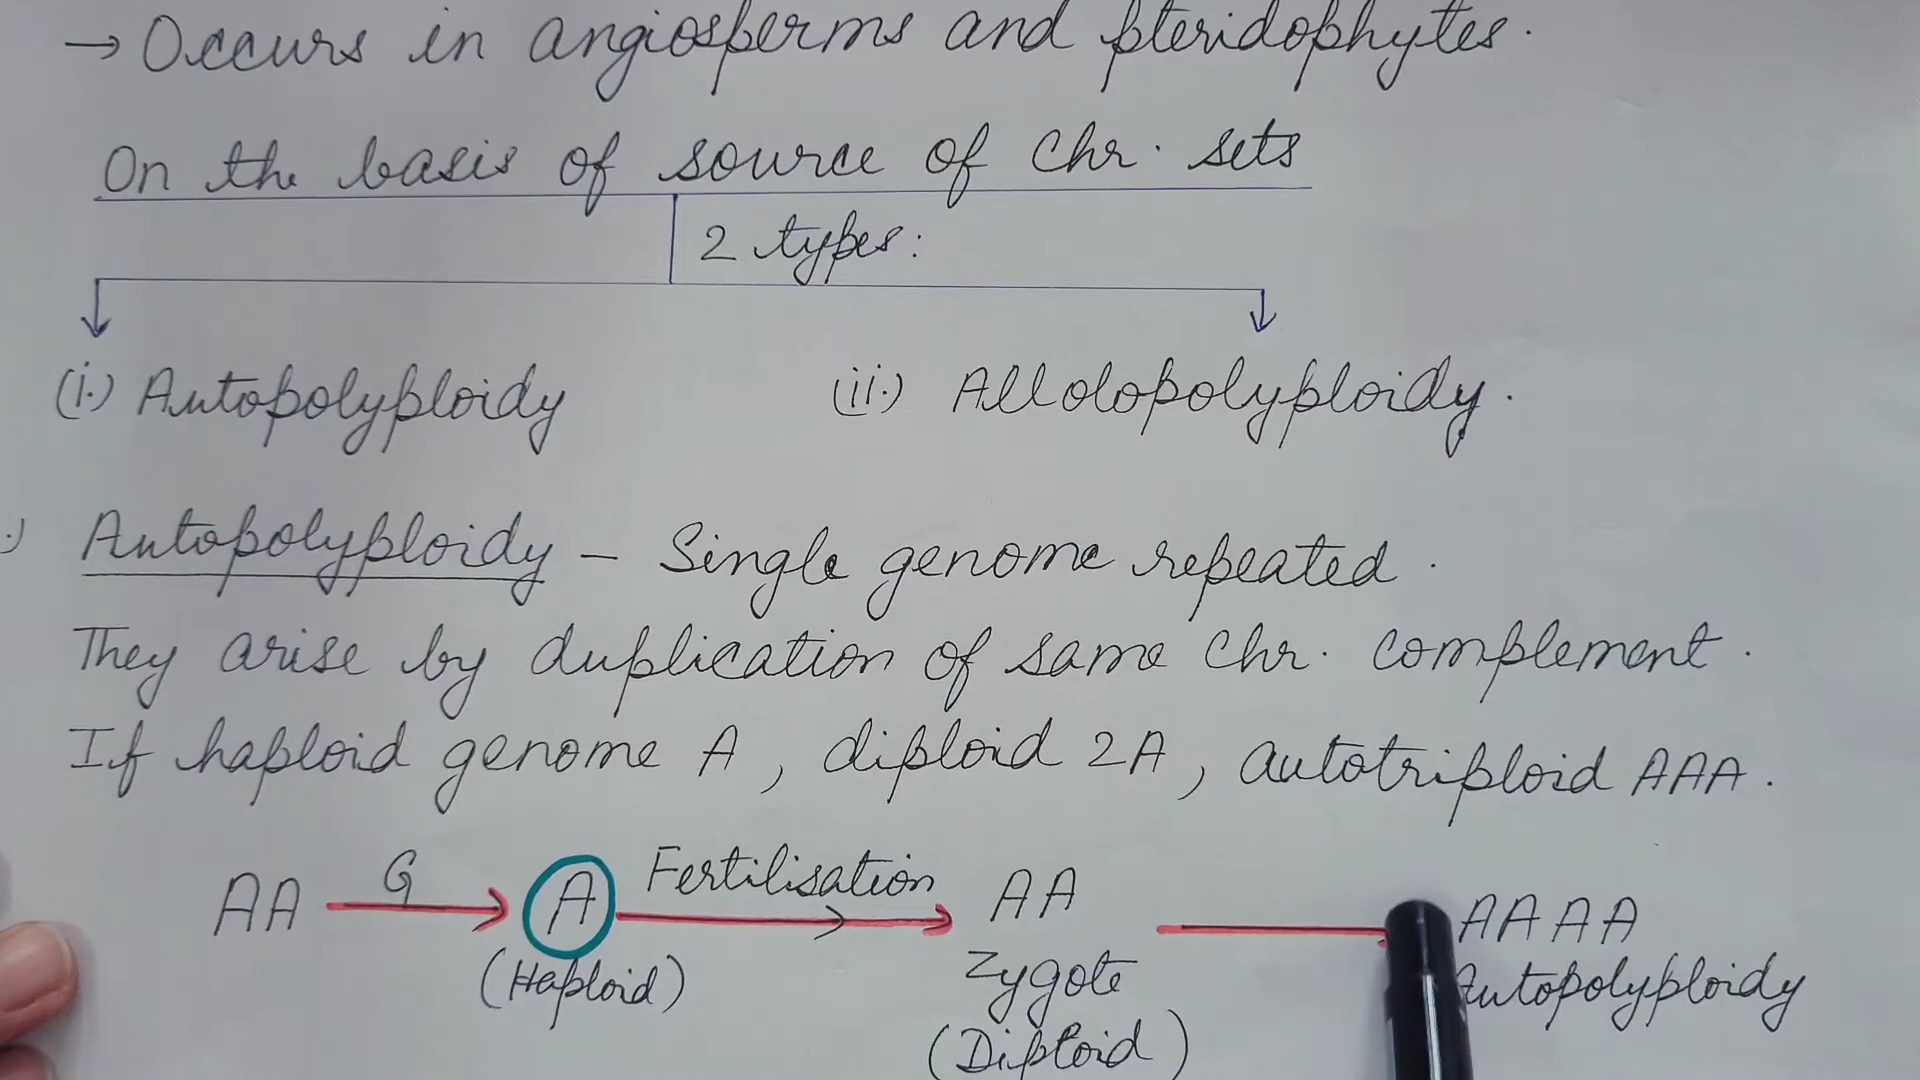 → Occurs in angiosperms and pteridophytes.
On the basis of source of Chr. sets
2 types:
(i.) Autopolyploidy (ii.) Allolopolyploidy.
Autopolyploidy - Single genome repeated.
They arise by duplication of same Chr. complement.
If haploid genome A, diploid 2A, autotriploid AAA.
AA G A Fertilisation AA AAAA
(Haploid) Zygote Autopolyploidy
(Diploid)